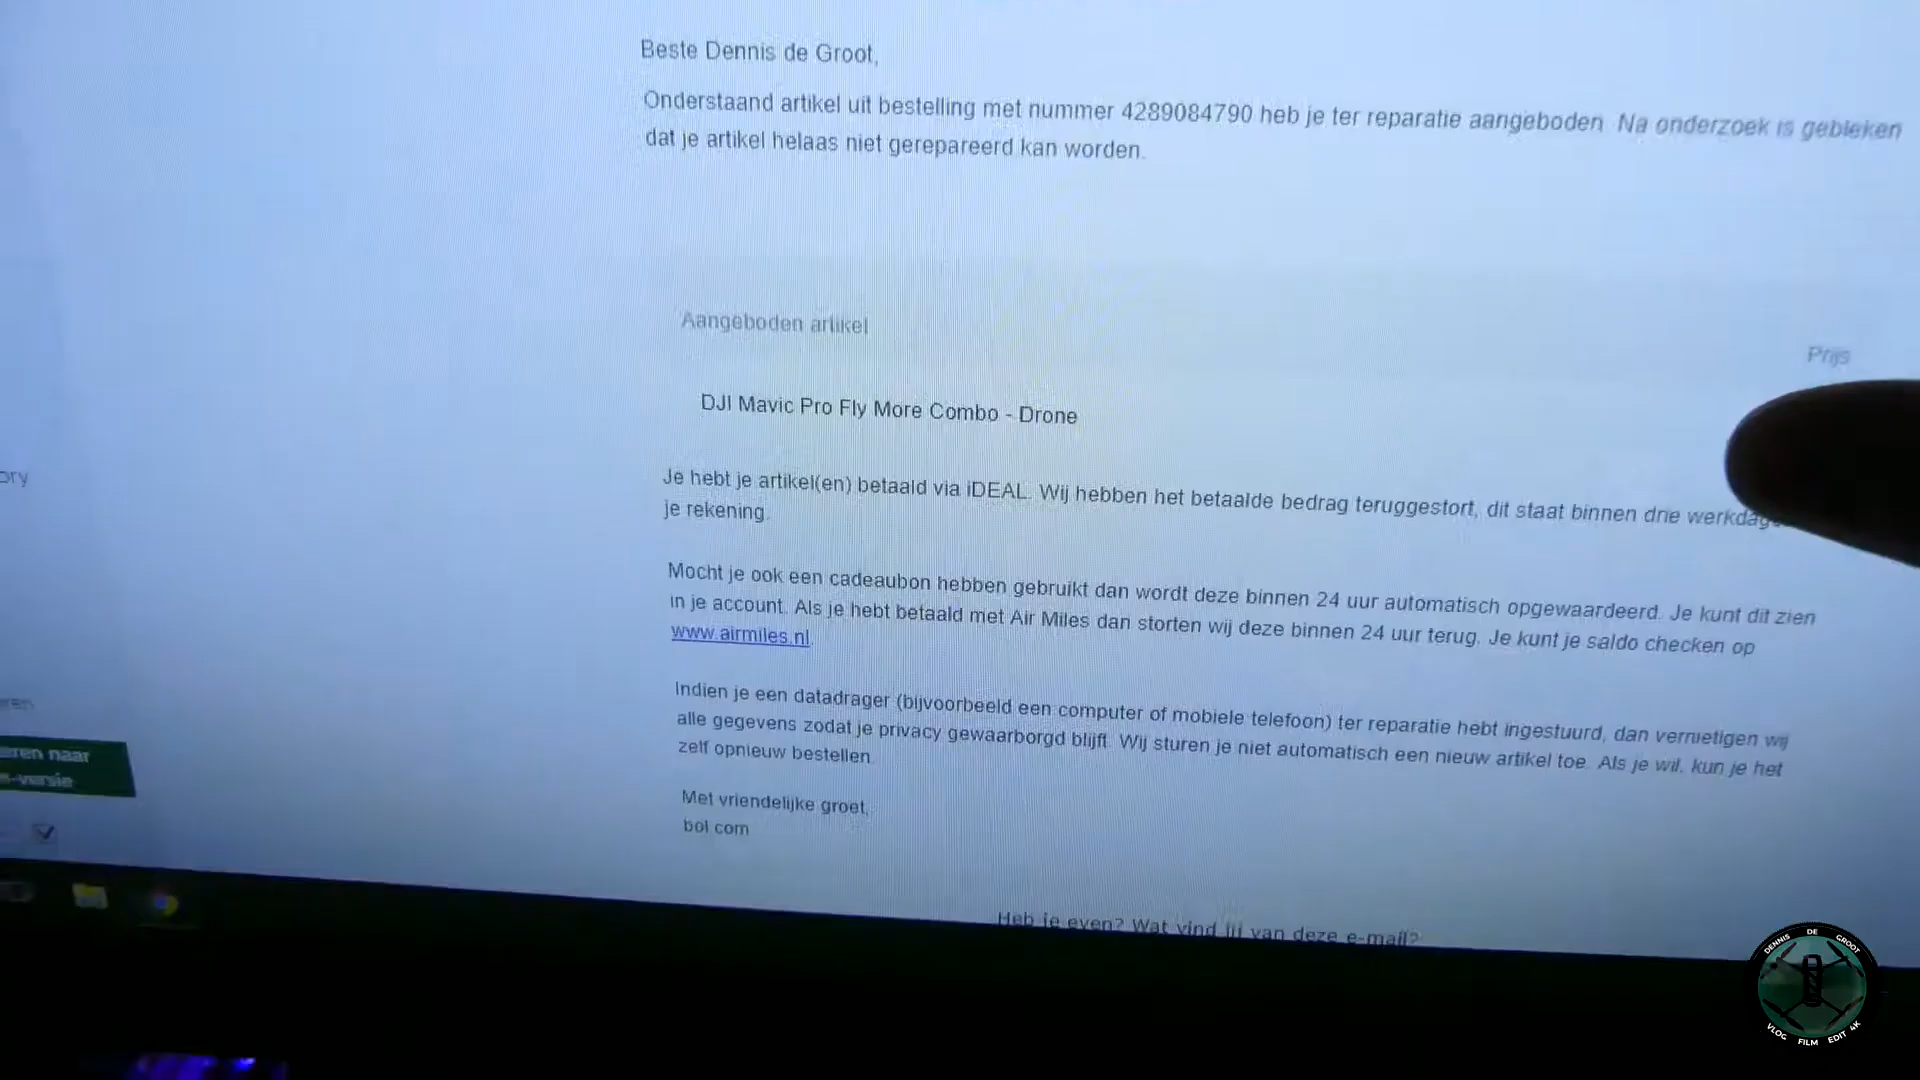 Beste Dennis de Groot,
Onderstaand artikel uit bestelling met nummer 4289084790 heb je ter reparatie aangeboden. Na onderzoek is gebleken
dat je artikel helaas niet gerepareerd kan worden.
Aangeboden artikel
Prijs
DJI Mavic Pro Fly More Combo - Drone
ory
Je hebt je artikel(en) betaald via iDEAL. Wij hebben het betaalde bedrag teruggestort, dit staat binnen drie
je rekening.
Mocht je ook een cadeaubon hebben gebruikt dan wordt deze binnen 24 uur automatisch opgewaardeerd. Je kunt dit zien
in je account. Als je hebt betaald met Air Miles dan storten wij deze binnen 24 uur terug. Je kunt je saldo checken op
www.airmiles.nl.
Indien je een datadrager (bijvoorbeeld een computer of mobiele telefoon) ter reparatie hebt ingestuurd, dan vernietigen wij
alle gegevens zodat je privacy gewaarborgd blijft. Wij sturen je niet automatisch een nieuw artikel toe. Als je wil, kun je het
zelf opnieuw bestellen.
eren naar
Met vriendelijke groet,
bol.com
Heb je even? Wat vind jij van deze e-mail?
DENNIS DE GROOT
VLOG FILM EDIT 4K